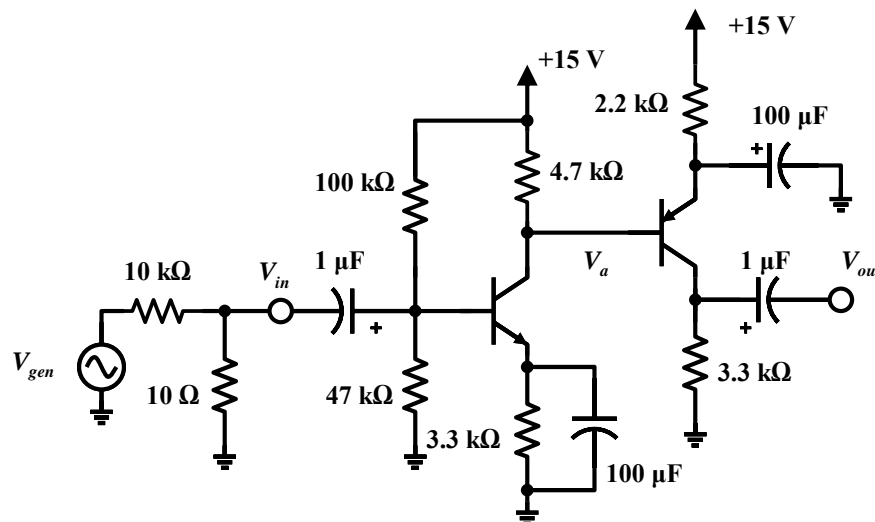 +15 V
+15 V
2.2 kΩ
100 µF
+
100 kΩ
4.7 kΩ
10 kΩ
V_in
1 µF
+
V_a
1 µF
+
V_ou
V_gen
10 Ω
47 kΩ
3.3 kΩ
100 µF
3.3 kΩ